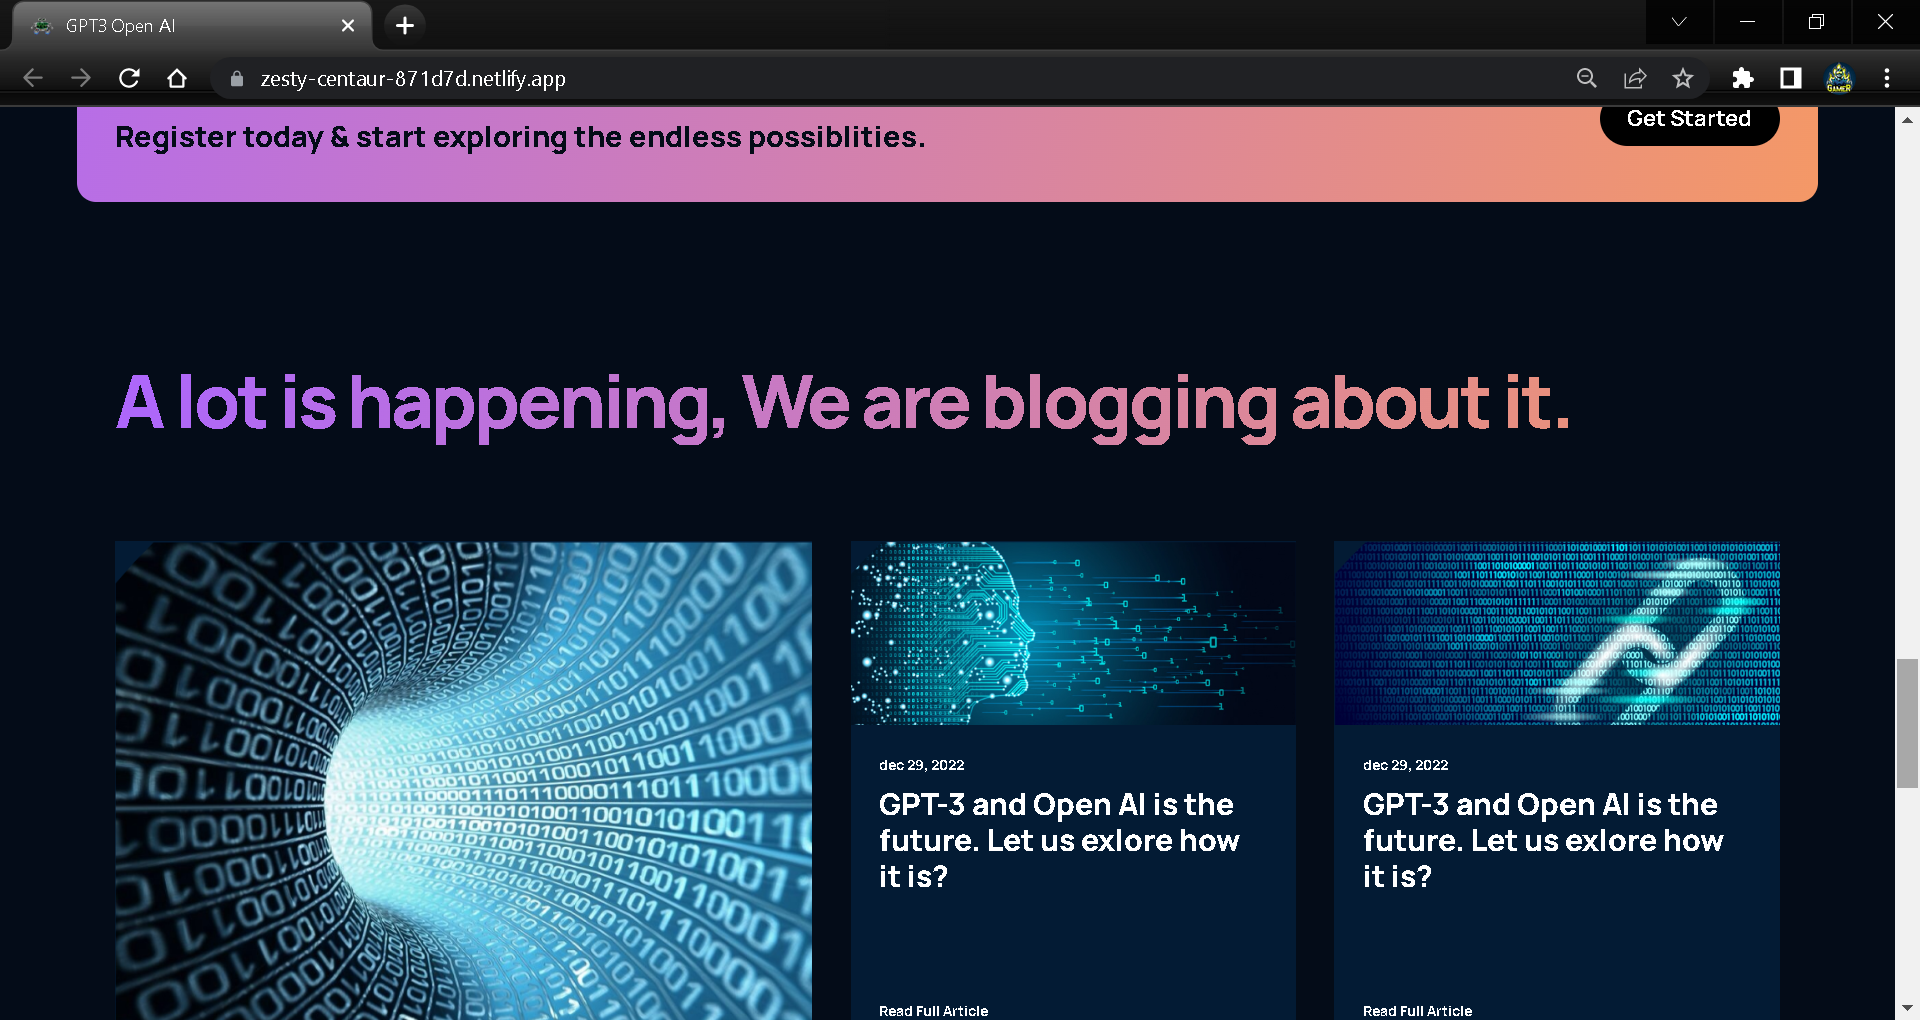 GPT3 Open AI
zesty-centaur-871d7d.netlify.app
Register today & start exploring the endless possiblities.
Get Started
A lot is happening, We are blogging about it.
dec 29, 2022
GPT-3 and Open AI is the
future. Let us exlore how
it is?
Read Full Article
dec 29, 2022
GPT-3 and Open AI is the
future. Let us exlore how
it is?
Read Full Article